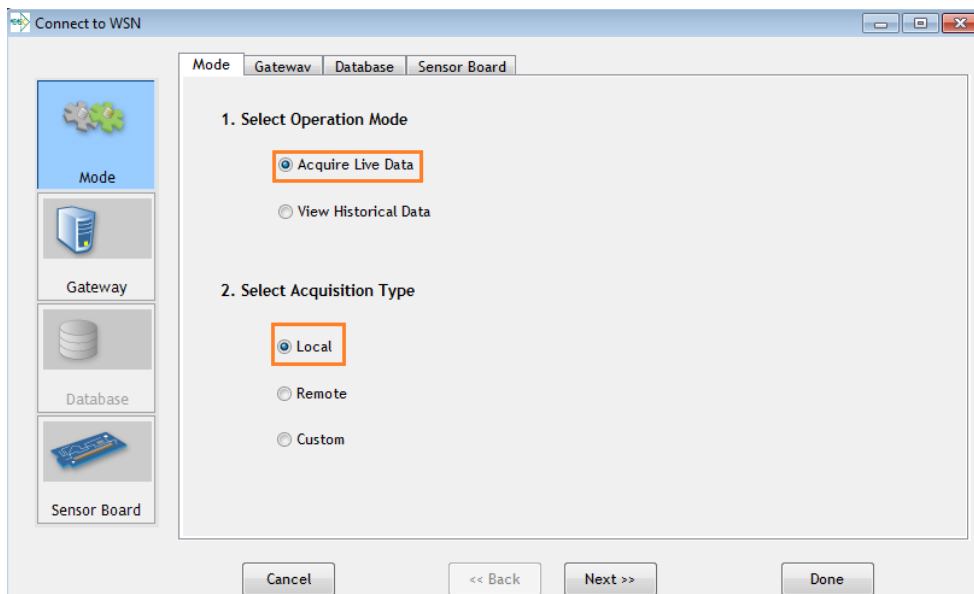 Connect to WSN
Mode Gateway Database Sensor Board
Mode
Gateway
Database
Sensor Board
1. Select Operation Mode
Acquire Live Data
View Historical Data
2. Select Acquisition Type
Local
Remote
Custom
Cancel << Back Next >> Done